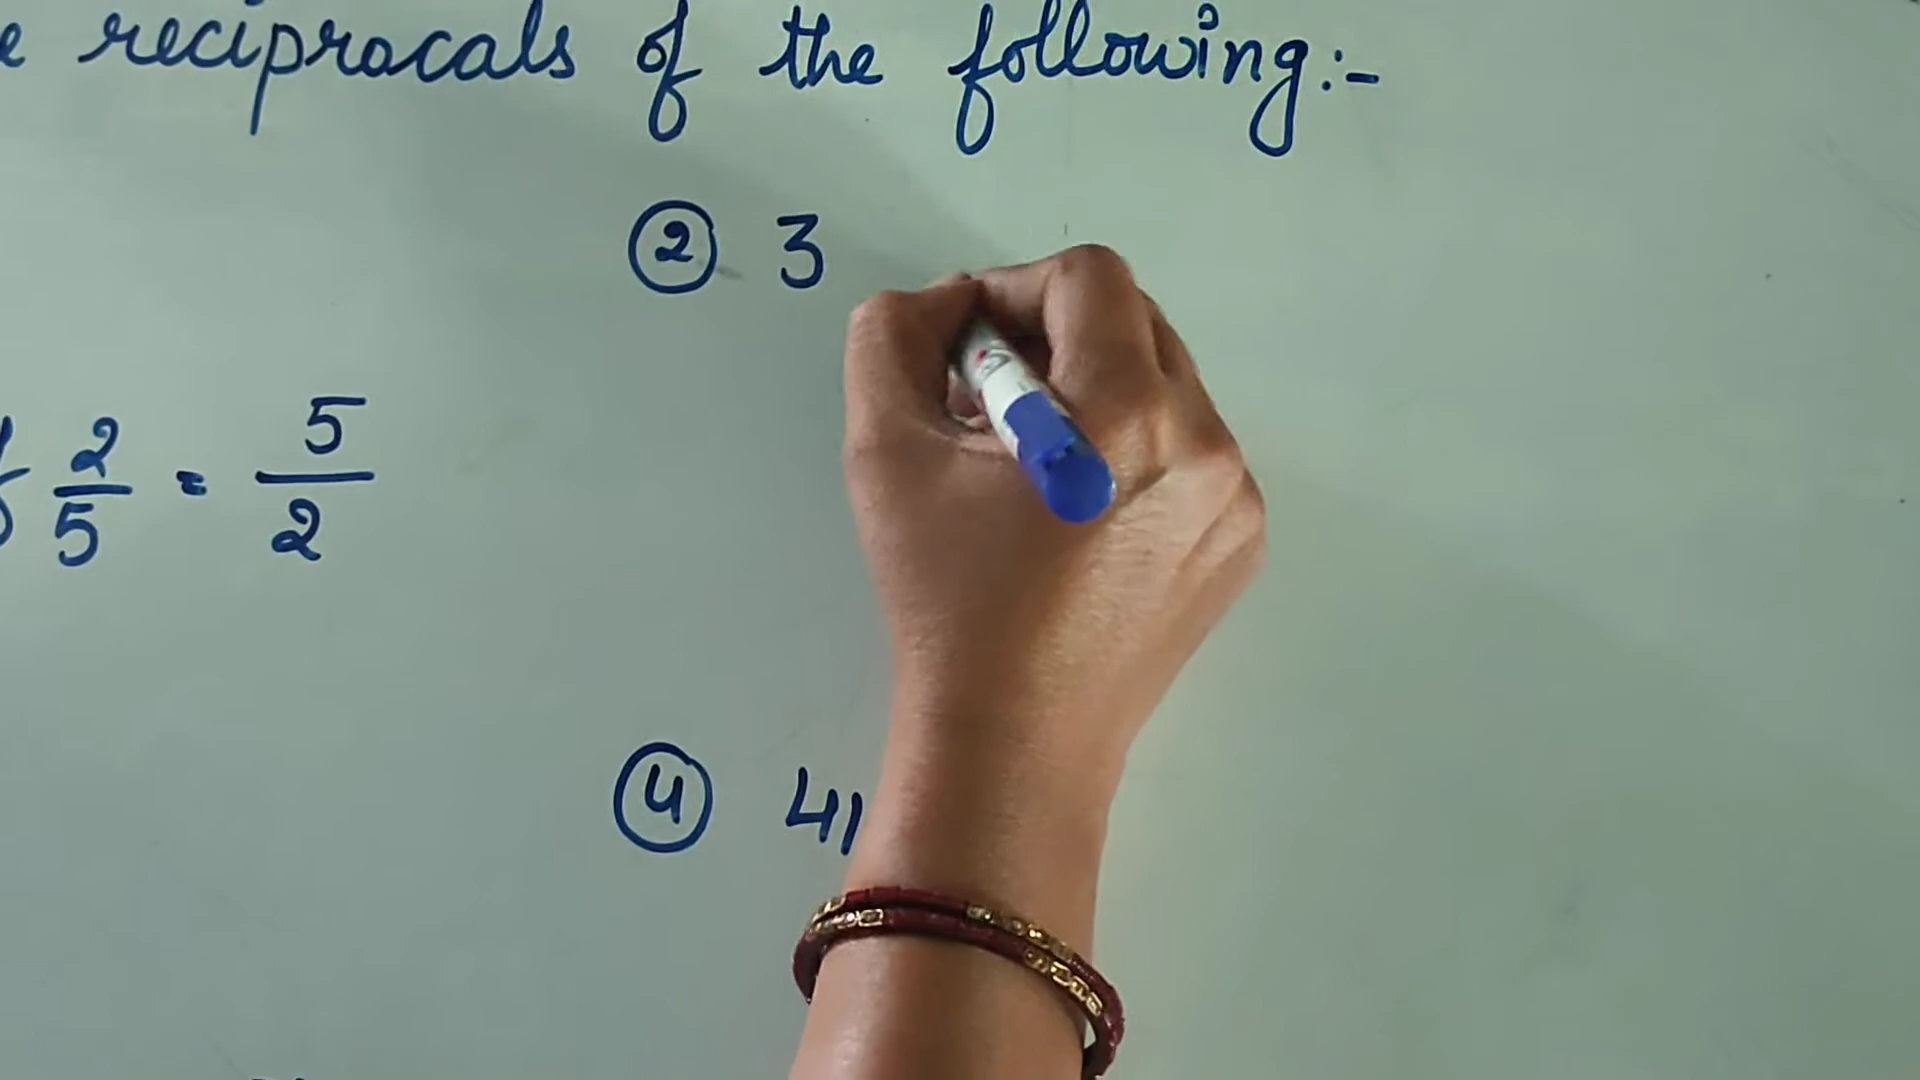 reciprocals of the following:-
② 3
2/5 = 5/2
④ 41